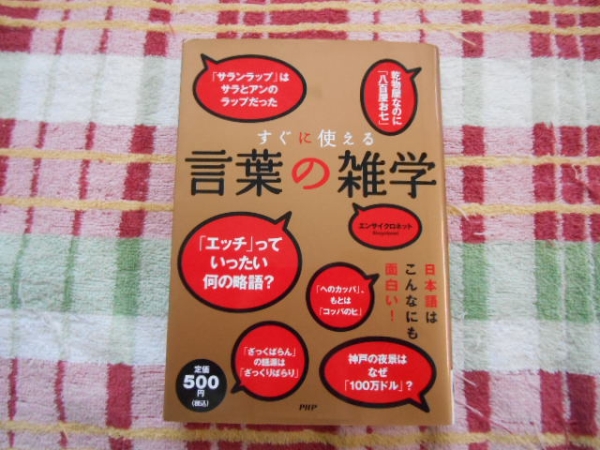 「サランラップ」は
サラとアンの
ラップだった
乾物屋なのに
「八百屋お七」
すぐに使える
言葉の雑学
エンサイクロネット
「エッチ」って
いったい
何の略語?
「へのカッパ」、
もとは
「コッパのヒ」
日本語は
こんなにも
面白い!
「ざっくばらん」
の語源は
「ざっくりばらり」
神戸の夜景は
なぜ
「100万ドル」?
定価
500
円
(税込)
PHP